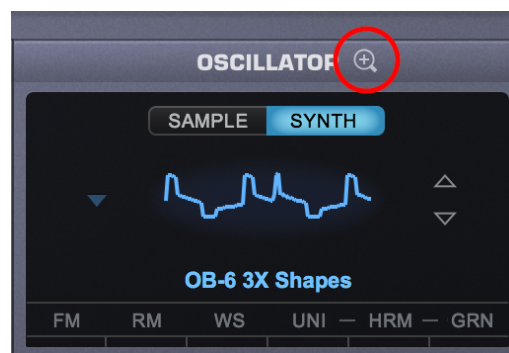 OSCILLATOR
SAMPLE SYNTH
OB-6 3X Shapes
FM RM WS UNI — HRM — GRN